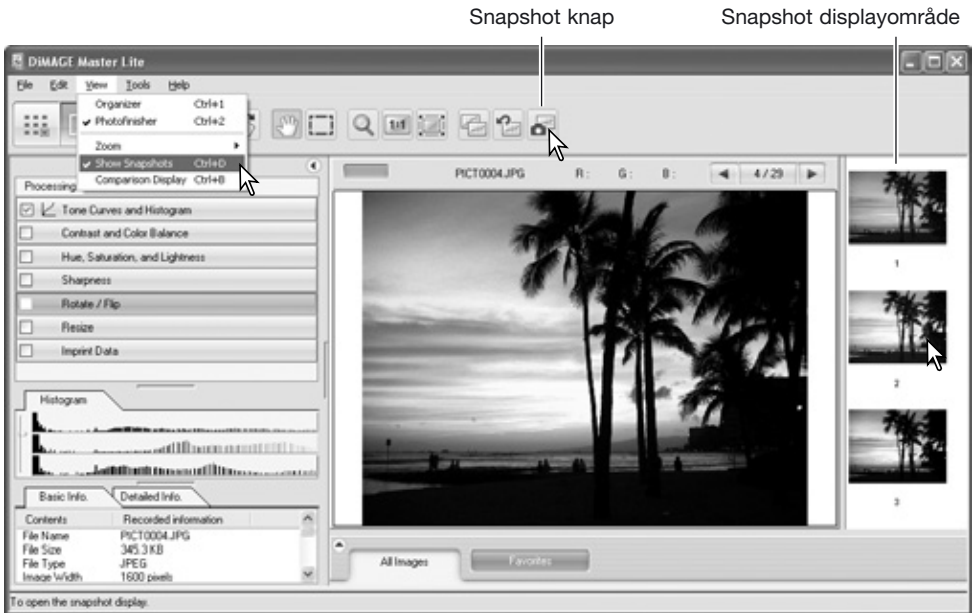 Snapshot knap
Snapshot displayområde
DiMAGE Master Lite
File Edit View Tools Help
Organizer Ctrl+1
Photofinisher Ctrl+2
Zoom
Show Snapshots Ctrl+D
Comparison Display Ctrl+B
1:1
Processing
PICT0004.JPG R: G: B: 4/29
Tone Curves and Histogram
Contrast and Color Balance
Hue, Saturation, and Lightness
Sharpness
Rotate / Flip
Resize
Imprint Data
1
2
3
Histogram
Basic Info. Detailed Info.
Contents Recorded information
File Name PICT0004.JPG
File Size 345.3 KB
File Type JPEG
Image Width 1600 pixels
All Images Favorites
To open the snapshot display.